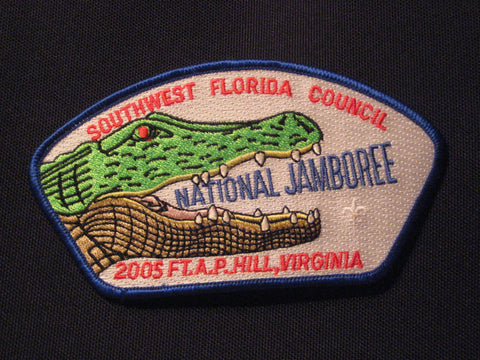 SOUTHWEST FLORIDA COUNCIL
NATIONAL JAMBOREE
2005 FT. A.P. HILL, VIRGINIA